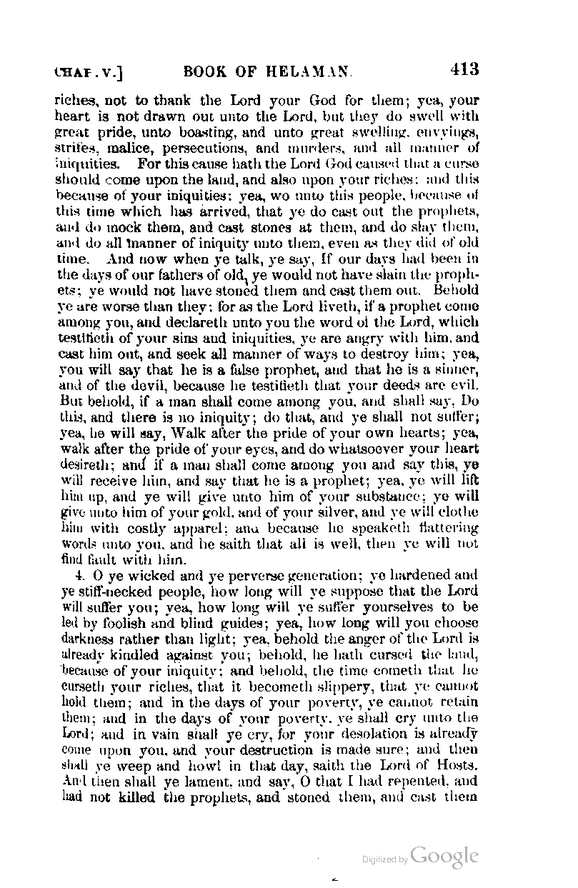 CHAP. V.] BOOK OF HELAMAN. 413
riches, not to thank the Lord your God for them; yea, your
heart is not drawn out unto the Lord, but they do swell with
great pride, unto boasting, and unto great swelling, envyings,
strifes, malice, persecutions, and murders, and all manner of
iniquities. For this cause hath the Lord God caused that a curse
should come upon the land, and also upon your riches; and this
because of your iniquities; yea, wo unto this people, because of
this time which has arrived, that ye do cast out the prophets,
and do mock them, and cast stones at them, and do slay them,
and do all manner of iniquity unto them, even as they did of old
time. And now when ye talk, ye say, If our days had been in
the days of our fathers of old, ye would not have slain the proph-
ets; ye would not have stoned them and cast them out. Behold
ye are worse than they; for as the Lord liveth, if a prophet come
among you, and declareth unto you the word of the Lord, which
testifieth of your sins and iniquities, ye are angry with him, and
cast him out, and seek all manner of ways to destroy him; yea,
you will say that he is a false prophet, and that he is a sinner,
and of the devil, because he testifieth that your deeds are evil.
But behold, if a man shall come among you, and shall say, Do
this, and there is no iniquity; do that, and ye shall not suffer;
yea, he will say, Walk after the pride of your own hearts; yea,
walk after the pride of your eyes, and do whatsoever your heart
desireth; and if a man shall come among you and say this, ye
will receive him, and say that he is a prophet; yea, ye will lift
him up, and ye will give unto him of your substance; ye will
give unto him of your gold, and of your silver, and ye will clothe
him with costly apparel; and because he speaketh flattering
words unto you, and he saith that all is well, then ye will not
find fault with him.
4. O ye wicked and ye perverse generation; ye hardened and
ye stiff-necked people, how long will ye suppose that the Lord
will suffer you; yea, how long will ye suffer yourselves to be
led by foolish and blind guides; yea, how long will you choose
darkness rather than light; yea, behold the anger of the Lord is
already kindled against you; behold, he hath cursed the land,
because of your iniquity; and behold, the time cometh that he
curseth your riches, that it becometh slippery, that ye cannot
hold them; and in the days of your poverty, ye cannot retain
them; and in the days of your poverty, ye shall cry unto the
Lord; and in vain shall ye cry, for your desolation is already
come upon you, and your destruction is made sure; and then
shall ye weep and howl in that day, saith the Lord of Hosts.
And then shall ye lament, and say, O that I had repented, and
had not killed the prophets, and stoned them, and cast them
Digitized by Google